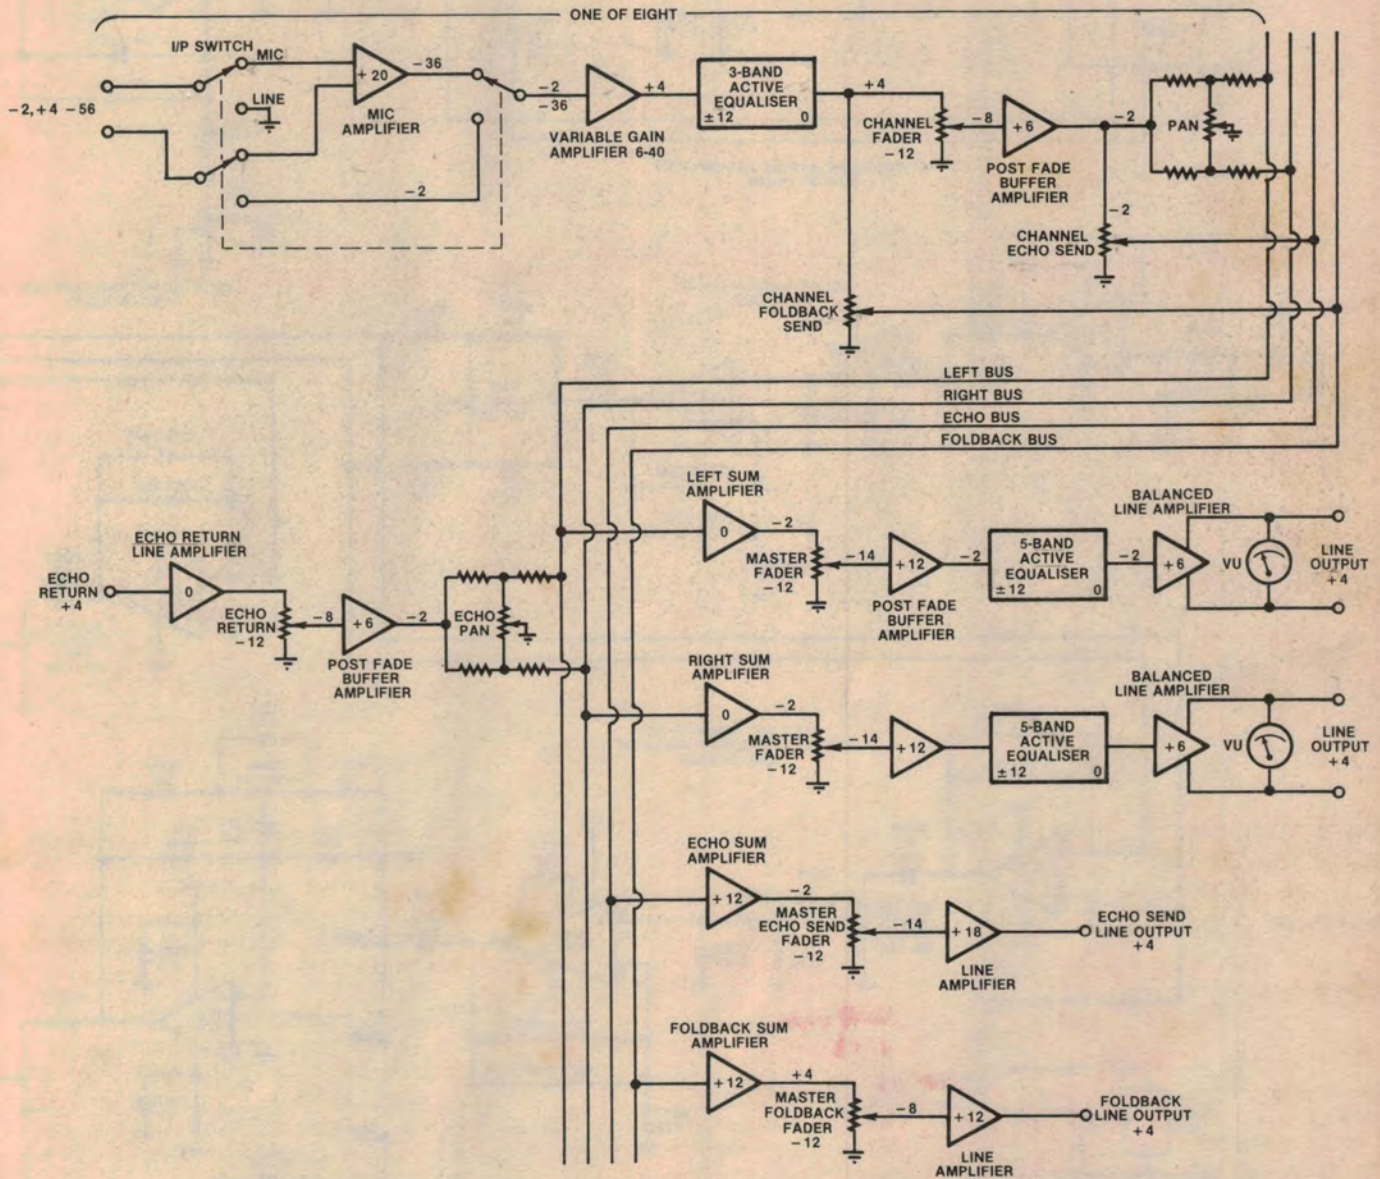 ONE OF EIGHT
I/P SWITCH
MIC
-2,+4 -56
LINE
+20
-36
MIC
AMPLIFIER
-2
-2
-36
VARIABLE GAIN
AMPLIFIER 6-40
+4
3-BAND
ACTIVE
EQUALISER
±12 0
+4
CHANNEL
FADER
-12
-8
+6
POST FADE
BUFFER
AMPLIFIER
-2
PAN
-2
CHANNEL
ECHO SEND
CHANNEL
FOLDBACK
SEND
LEFT BUS
RIGHT BUS
ECHO BUS
FOLDBACK BUS
ECHO RETURN
LINE AMPLIFIER
ECHO
RETURN
+4
0
ECHO
RETURN
-12
-8
+6
POST FADE
BUFFER
AMPLIFIER
-2
ECHO
PAN
LEFT SUM
AMPLIFIER
0
-2
MASTER
FADER
-12
-14
+12
POST FADE
BUFFER
AMPLIFIER
-2
5-BAND
ACTIVE
EQUALISER
±12 0
-2
BALANCED
LINE AMPLIFIER
+6
VU
LINE
OUTPUT
+4
RIGHT SUM
AMPLIFIER
0
-2
MASTER
FADER
-12
-14
+12
5-BAND
ACTIVE
EQUALISER
±12 0
BALANCED
LINE AMPLIFIER
+6
VU
LINE
OUTPUT
+4
ECHO SUM
AMPLIFIER
+12
-2
MASTER
ECHO SEND
FADER
-12
-14
+18
LINE
AMPLIFIER
ECHO SEND
LINE OUTPUT
+4
FOLDBACK SUM
AMPLIFIER
+12
+4
MASTER
FOLDBACK
FADER
-12
-8
+12
LINE
AMPLIFIER
FOLDBACK
LINE OUTPUT
+4